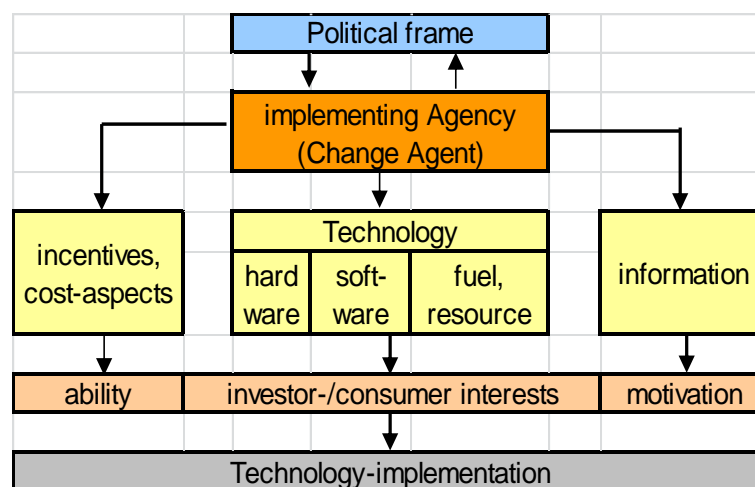 Political frame
implementing Agency
(Change Agent)
incentives,
cost-aspects
Technology
hard
ware
soft-
ware
fuel,
resource
information
ability
investor-/consumer interests
motivation
Technology-implementation